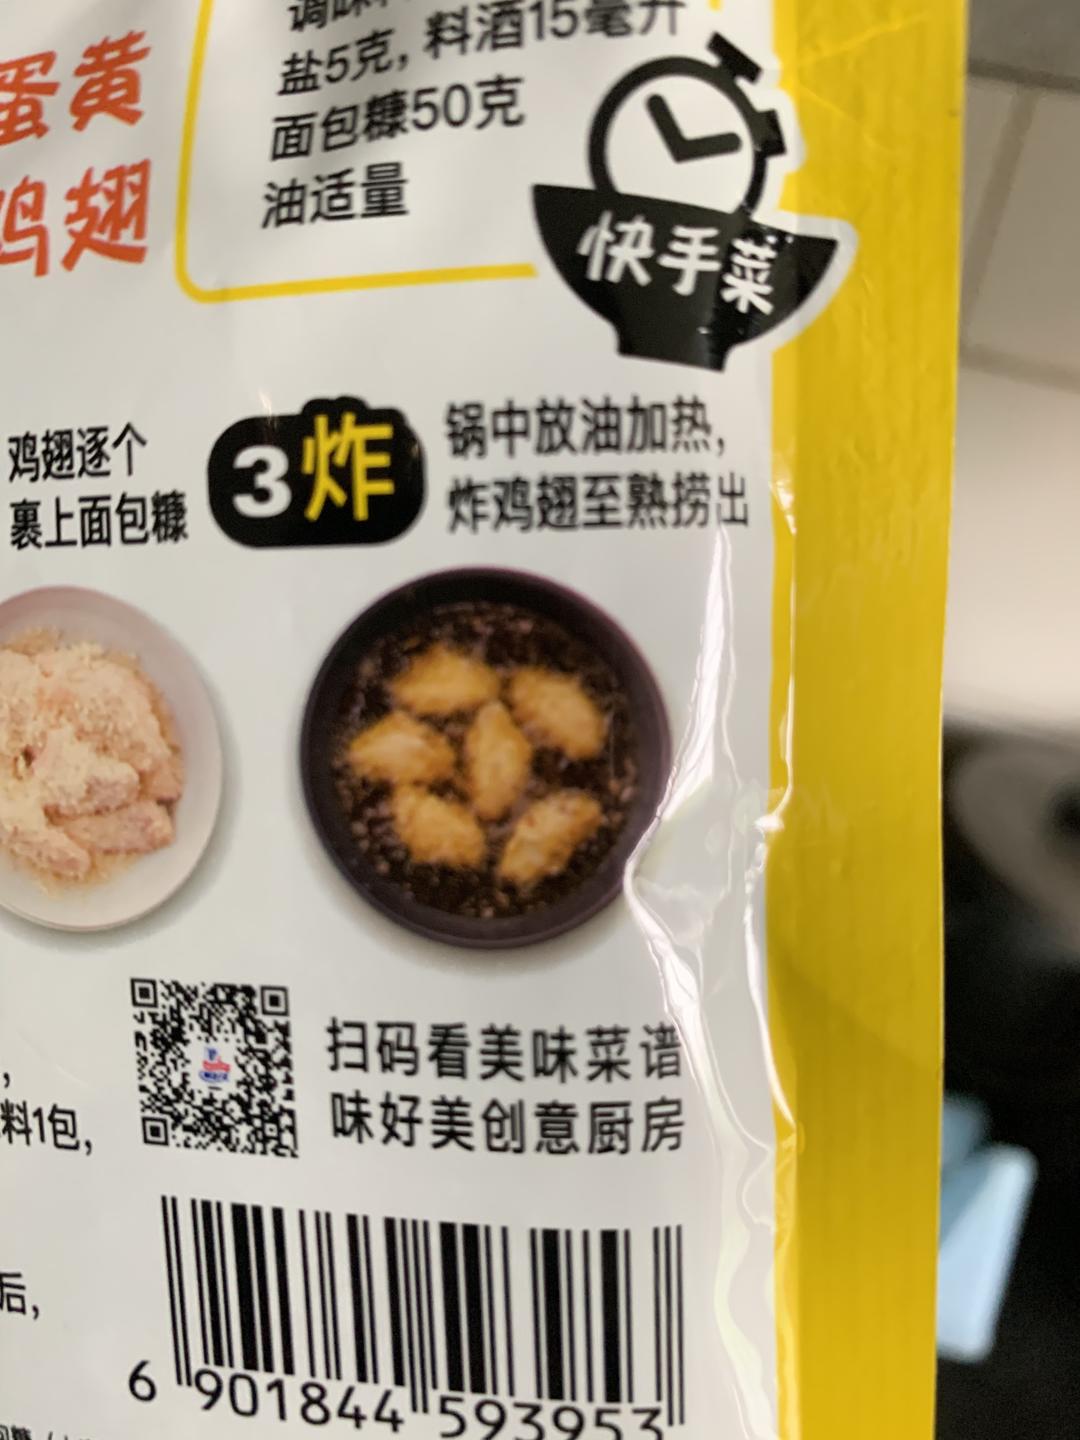 蛋黄
鸡翅
盐5克，料酒15毫升
面包糠50克
油适量
快手菜
鸡翅逐个
裹上面包糠
3炸
锅中放油加热，
炸鸡翅至熟捞出
扫码看美味菜谱
味好美创意厨房
，
料1包，
后，
6 901844 593953